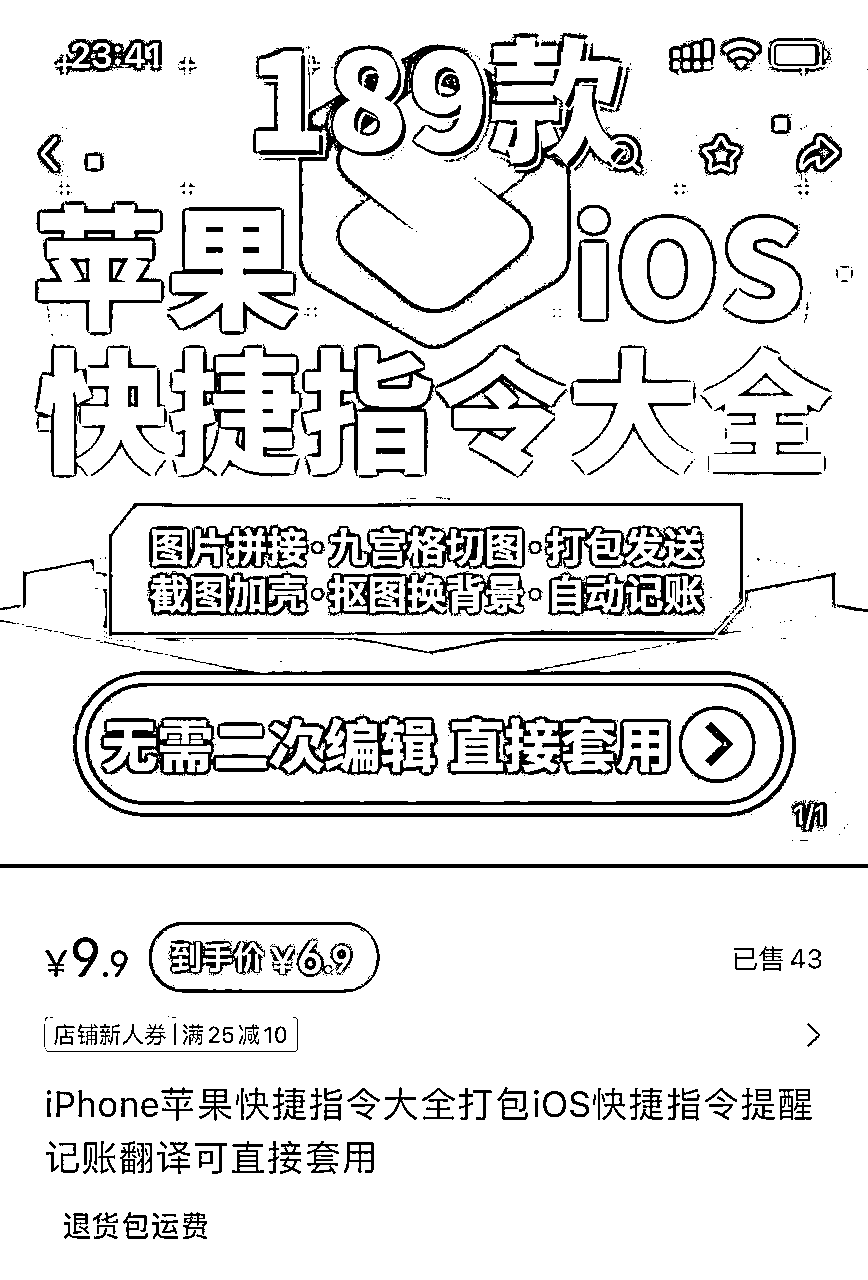 23:41
189款
苹果 iOS
快捷指令大全
图片拼接·九宫格切图·打包发送
截图加壳·抠图换背景·自动记账
无需二次编辑 直接套用
1/1
¥9.9 到手价 ¥6.9 已售 43
店铺新人券 | 满25减10
iPhone苹果快捷指令大全打包iOS快捷指令提醒
记账翻译可直接套用
退货包运费